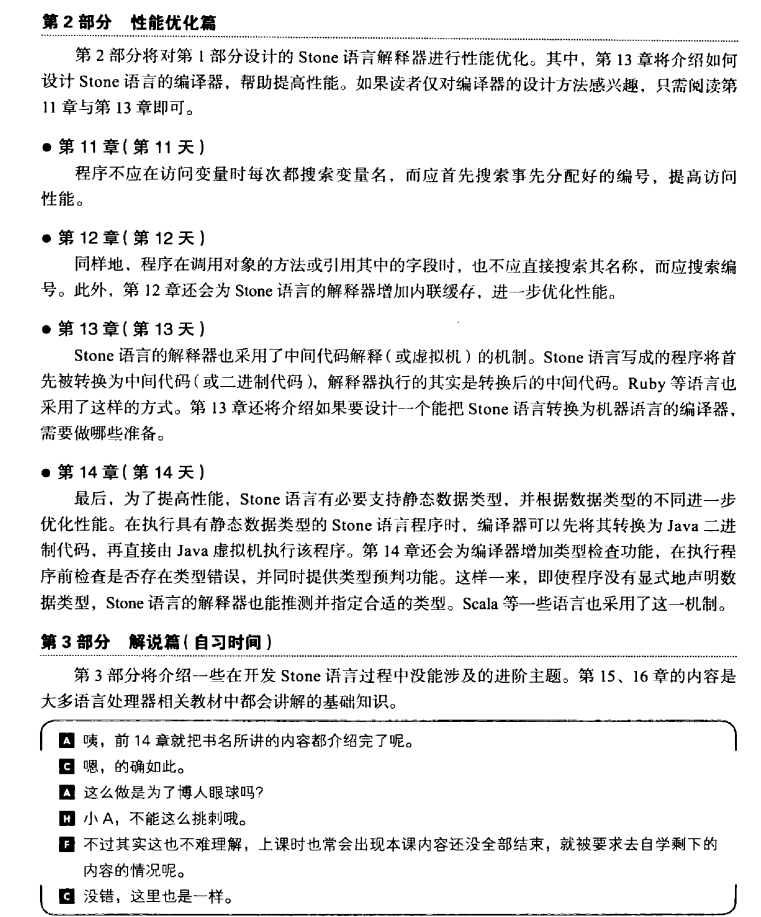 第 2 部分 性能优化篇
第 2 部分将对第 1 部分设计的 Stone 语言解释器进行性能优化。其中，第 13 章将介绍如何
设计 Stone 语言的编译器，帮助提高性能。如果读者仅对编译器的设计方法感兴趣，只需阅读第
11 章与第 13 章即可。
● 第 11 章（第 11 天）
程序不应在访问变量时每次都搜索变量名，而应首先搜索事先分配好的编号，提高访问
性能。
● 第 12 章（第 12 天）
同样地，程序在调用对象的方法或引用其中的字段时，也不应直接搜索其名称，而应搜索编
号。此外，第 12 章还会为 Stone 语言的解释器增加内联缓存，进一步优化性能。
● 第 13 章（第 13 天）
Stone 语言的解释器也采用了中间代码解释（或虚拟机）的机制。Stone 语言写成的程序将首
先被转换为中间代码（或二进制代码），解释器执行的其实是转换后的中间代码。Ruby 等语言也
采用了这样的方式。第 13 章还将介绍如果要设计一个能把 Stone 语言转换为机器语言的编译器，
需要做哪些准备。
● 第 14 章（第 14 天）
最后，为了提高性能，Stone 语言有必要支持静态数据类型，并根据数据类型的不同进一步
优化性能。在执行具有静态数据类型的 Stone 语言程序时，编译器可以先将其转换为 Java 二进
制代码，再直接由 Java 虚拟机执行该程序。第 14 章还会为编译器增加类型检查功能，在执行程
序前检查是否存在类型错误，并同时提供类型预判功能。这样一来，即使程序没有显式地声明数
据类型，Stone 语言的解释器也能推测并指定合适的类型。Scala 等一些语言也采用了这一机制。
第 3 部分 解说篇（自习时间）
第 3 部分将介绍一些在开发 Stone 语言过程中没能涉及的进阶主题。第 15、16 章的内容是
大多语言处理器相关教材中都会讲解的基础知识。
A 咦，前 14 章就把书名所讲的内容都介绍完了呢。
C 嗯，的确如此。
A 这么做是为了博人眼球吗？
H 小 A，不能这么挑刺哦。
F 不过其实这也不难理解，上课时也常会出现本课内容还没全部结束，就被要求去自学剩下的
内容的情况呢。
C 没错，这里也是一样。